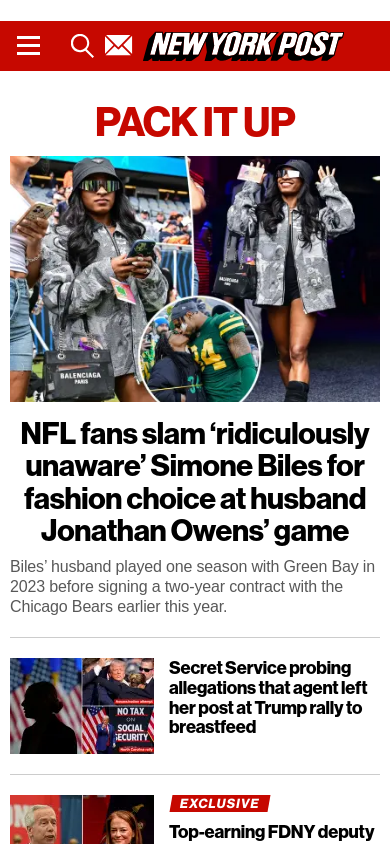 NEW YORK POST
PACK IT UP
BALENCIAGA
BALENCIAGA
PARIS
NFL fans slam ‘ridiculously
unaware’ Simone Biles for
fashion choice at husband
Jonathan Owens’ game
Biles’ husband played one season with Green Bay in
2023 before signing a two-year contract with the
Chicago Bears earlier this year.
Secret Service probing
allegations that agent left
her post at Trump rally to
breastfeed
NO TAX
ON
SOCIAL
SECURITY
EXCLUSIVE
Top-earning FDNY deputy